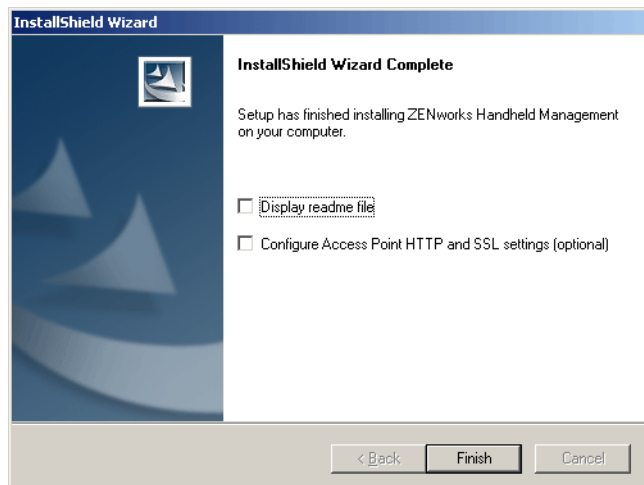 InstallShield Wizard
InstallShield Wizard Complete
Setup has finished installing ZENworks Handheld Management
on your computer.
Display readme file
Configure Access Point HTTP and SSL settings (optional)
< Back
Finish
Cancel